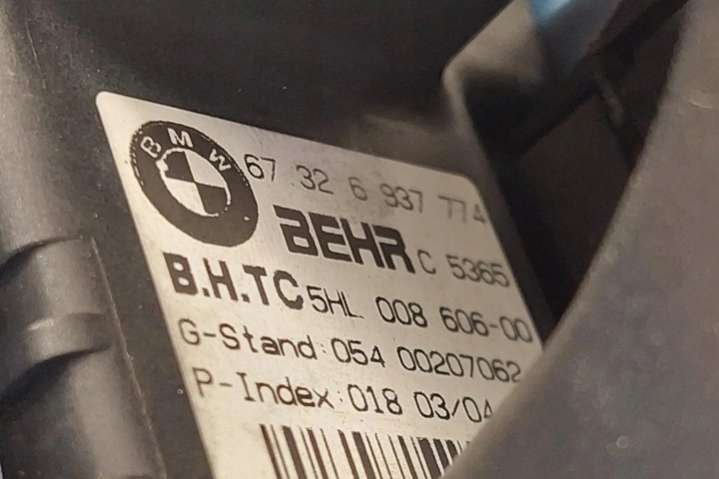 BMW 67 32 6 937 774
BEHR C 5365
B.H.TC 5HL 008 606-00
G-Stand:054 00207062
P-Index:018 03/04